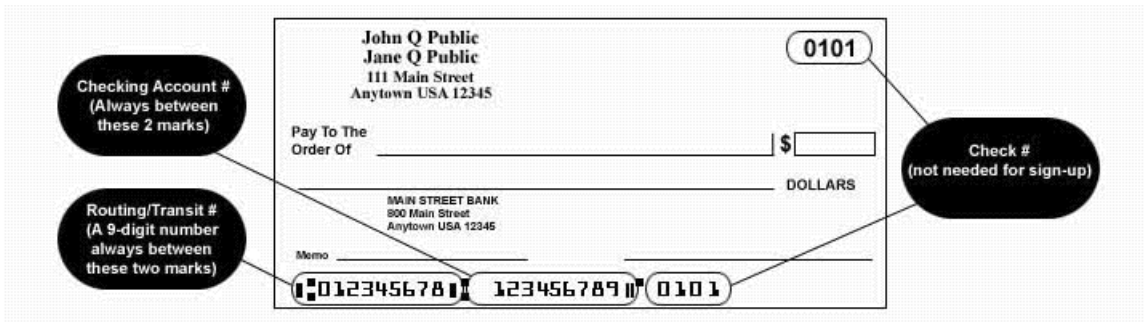 Checking Account #
(Always between
these 2 marks)
Routing/Transit #
(A 9-digit number
always between
these two marks)
John Q Public
Jane Q Public
111 Main Street
Anytown USA 12345
0101
Pay To The
Order Of
$
DOLLARS
MAIN STREET BANK
800 Main Street
Anytown USA 12345
Memo
⑆012345678⑆ 123456789⑈ 0101
Check #
(not needed for sign-up)